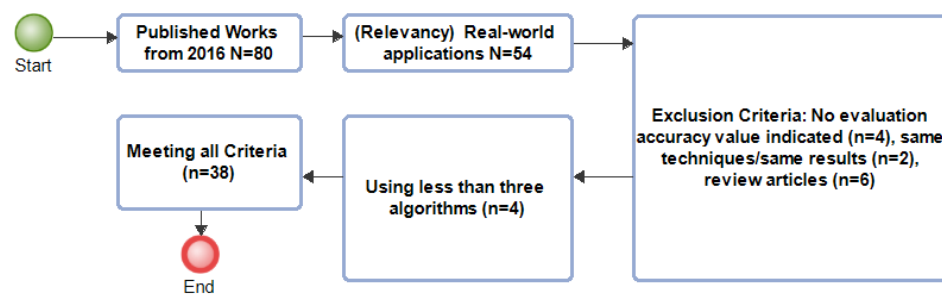 Start
Published Works
from 2016 N=80
(Relevancy) Real-world
applications N=54
Exclusion Criteria: No evaluation
accuracy value indicated (n=4), same
techniques/same results (n=2),
review articles (n=6)
Using less than three
algorithms (n=4)
Meeting all Criteria
(n=38)
End